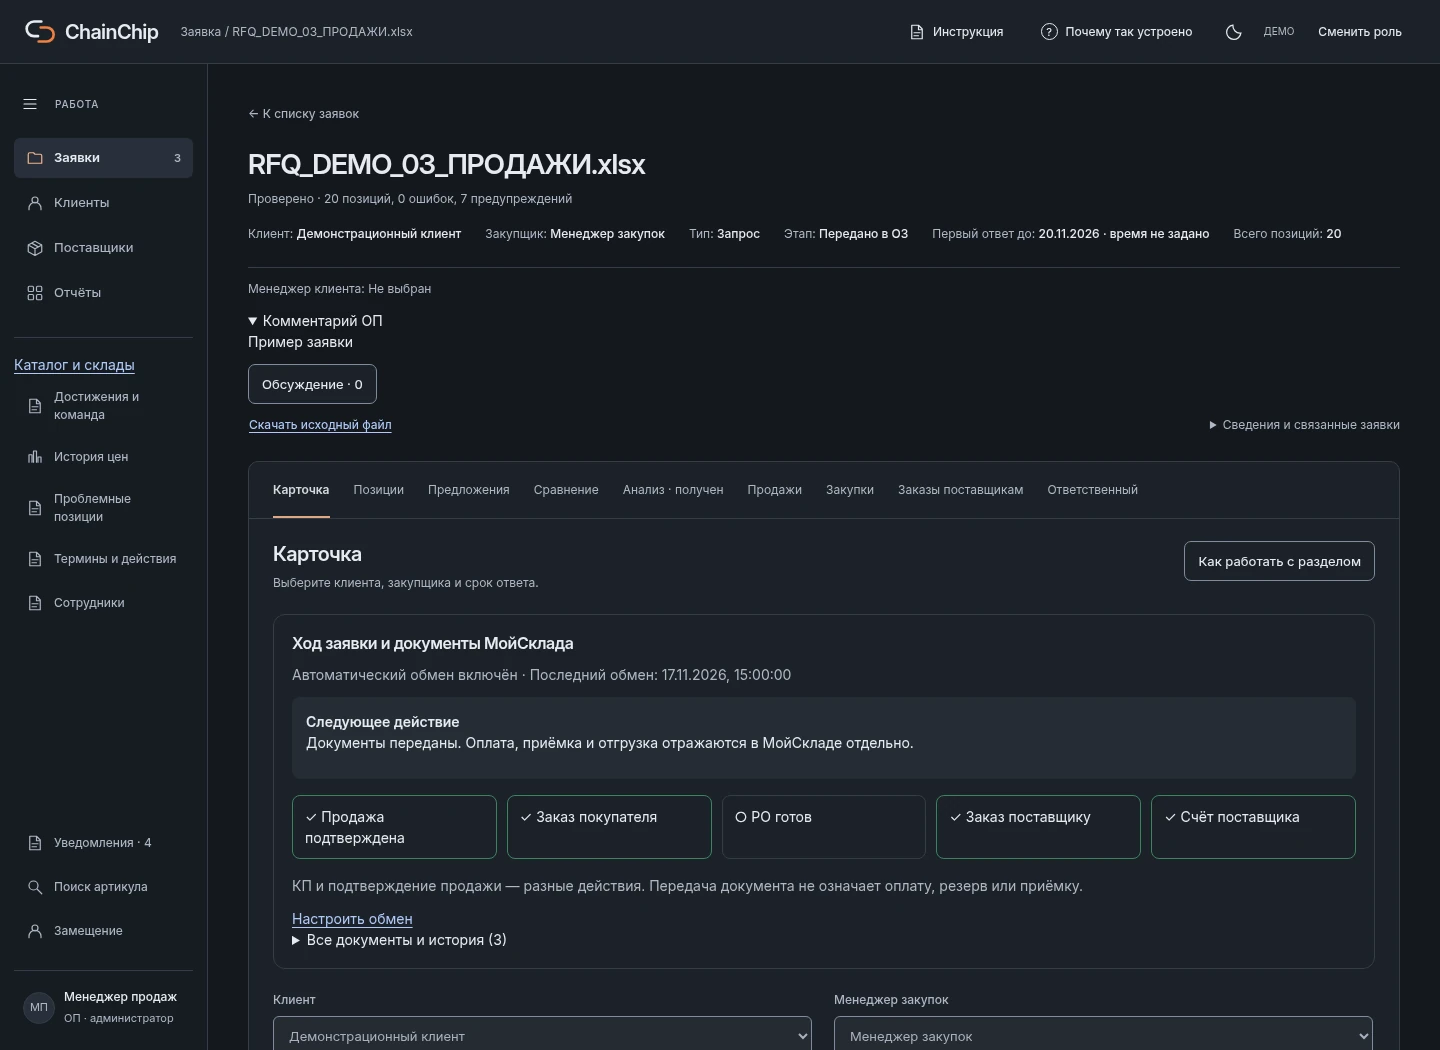 ChainChip
Заявка / RFQ_DEMO_03_ПРОДАЖИ.xlsx
Инструкция
? Почему так устроено
ДЕМО
Сменить роль
РАБОТА
Заявки 3
Клиенты
Поставщики
Отчёты
Каталог и склады
Достижения и
команда
История цен
Проблемные
позиции
Термины и действия
Сотрудники
Уведомления · 4
Поиск артикула
Замещение
МП
Менеджер продаж
ОП · администратор
← К списку заявок
RFQ_DEMO_03_ПРОДАЖИ.xlsx
Проверено · 20 позиций, 0 ошибок, 7 предупреждений
Клиент: Демонстрационный клиент Закупщик: Менеджер закупок Тип: Запрос Этап: Передано в ОЗ Первый ответ до: 20.11.2026 · время не задано Всего позиций: 20
Менеджер клиента: Не выбран
▼ Комментарий ОП
Пример заявки
Обсуждение · 0
Скачать исходный файл
▶ Сведения и связанные заявки
Карточка Позиции Предложения Сравнение Анализ · получен Продажи Закупки Заказы поставщикам Ответственный
Карточка
Как работать с разделом
Выберите клиента, закупщика и срок ответа.
Ход заявки и документы МойСклада
Автоматический обмен включён · Последний обмен: 17.11.2026, 15:00:00
Следующее действие
Документы переданы. Оплата, приёмка и отгрузка отражаются в МойСкладе отдельно.
✓ Продажа
подтверждена
✓ Заказ покупателя
○ PO готов
✓ Заказ поставщику
✓ Счёт поставщика
КП и подтверждение продажи — разные действия. Передача документа не означает оплату, резерв или приёмку.
Настроить обмен
▶ Все документы и история (3)
Клиент
Демонстрационный клиент
Менеджер закупок
Менеджер закупок